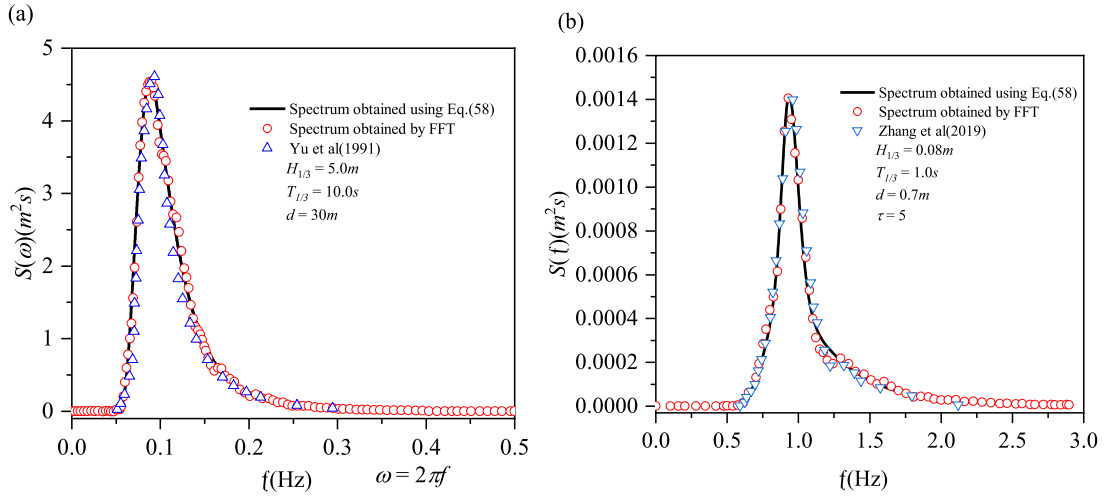 (a)
5
4
3
2
1
0
S(ω)(m²s)
Spectrum obtained using Eq.(58)
Spectrum obtained by FFT
Yu et al(1991)
H1/3 = 5.0m
T1/3 = 10.0s
d = 30m
0.0 0.1 0.2 0.3 0.4 0.5
f(Hz)
ω = 2πf
(b)
0.0016
0.0014
0.0012
0.0010
0.0008
0.0006
0.0004
0.0002
0.0000
S(f)(m²s)
Spectrum obtained using Eq.(58)
Spectrum obtained by FFT
Zhang et al(2019)
H1/3 = 0.08m
T1/3 = 1.0s
d = 0.7m
τ = 5
0.0 0.5 1.0 1.5 2.0 2.5 3.0
f(Hz)